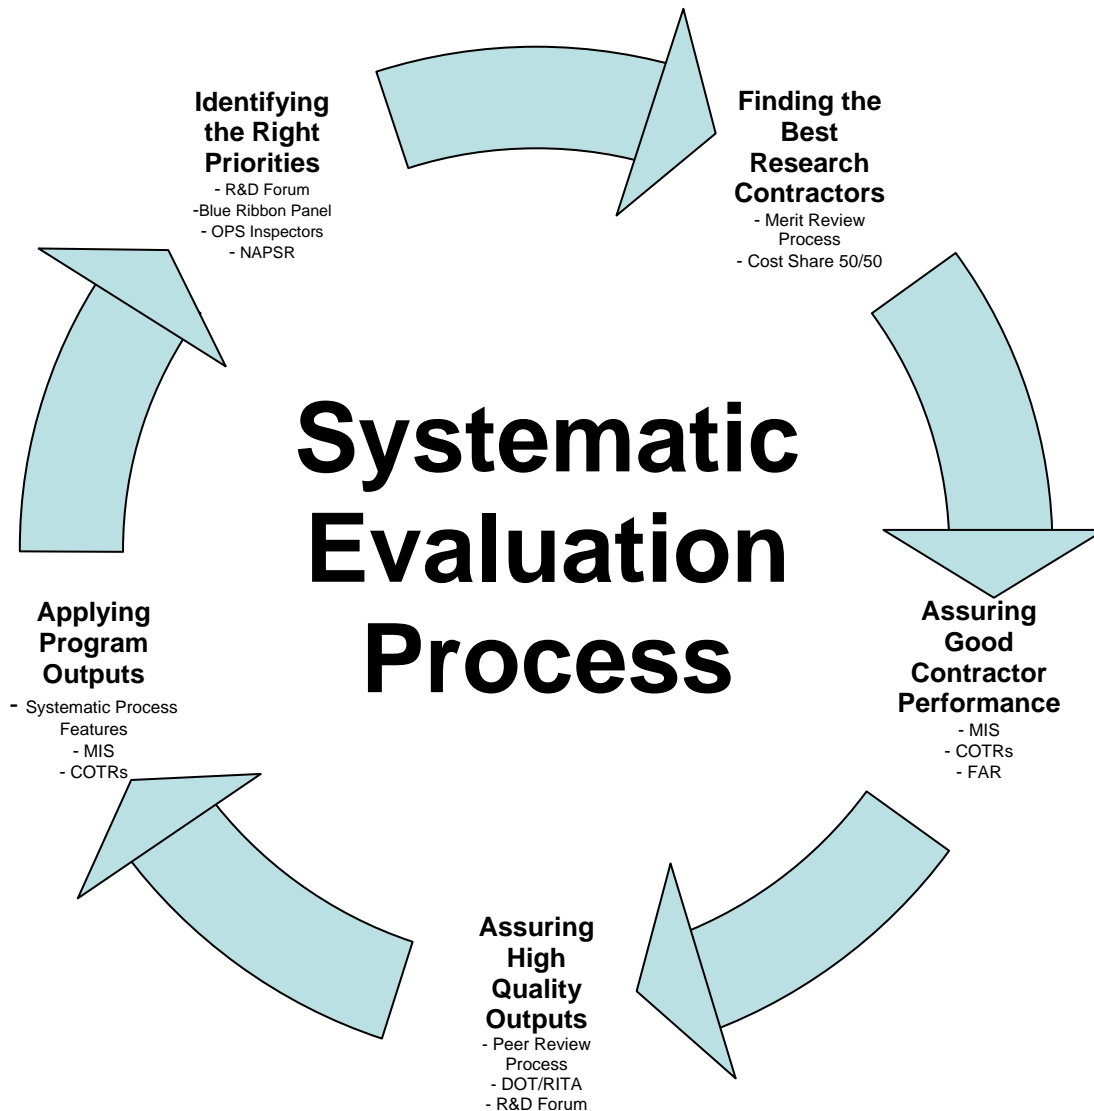 Identifying
the Right
Priorities
- R&D Forum
-Blue Ribbon Panel
- OPS Inspectors
- NAPSR
Finding the
Best
Research
Contractors
- Merit Review
Process
- Cost Share 50/50
Systematic
Evaluation
Process
Assuring
Good
Contractor
Performance
- MIS
- COTRs
- FAR
Assuring
High
Quality
Outputs
- Peer Review
Process
- DOT/RITA
- R&D Forum
Applying
Program
Outputs
- Systematic Process
Features
- MIS
- COTRs